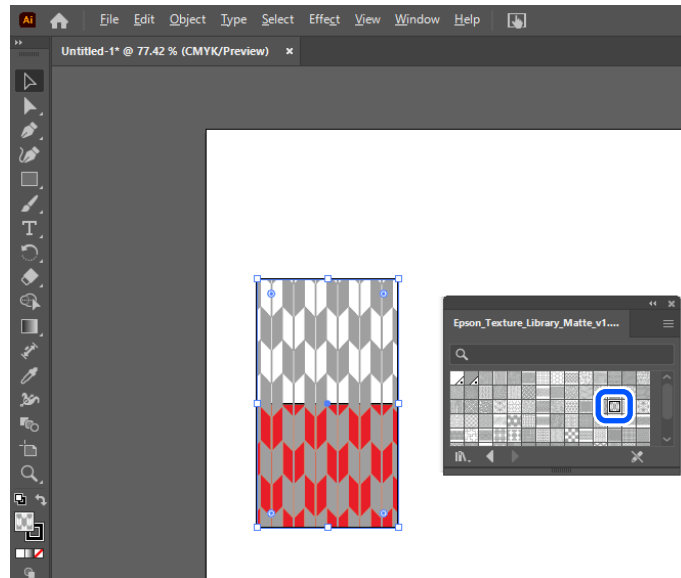 Ai File Edit Object Type Select Effect View Window Help
Untitled-1* @ 77.42 % (CMYK/Preview) ×
Epson_Texture_Library_Matte_v1....